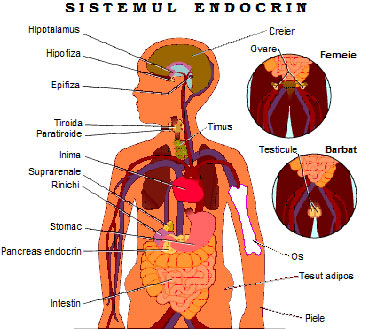 SISTEMUL ENDOCRIN
Hipotalamus
Hipofiza
Epifiza
Tiroida
Paratiroide
Inima
Suprarenale
Rinichi
Stomac
Pancreas endocrin
Intestin
Creier
Ovare
Femeie
Timus
Testicule
Barbat
Os
Tesut adipos
Piele